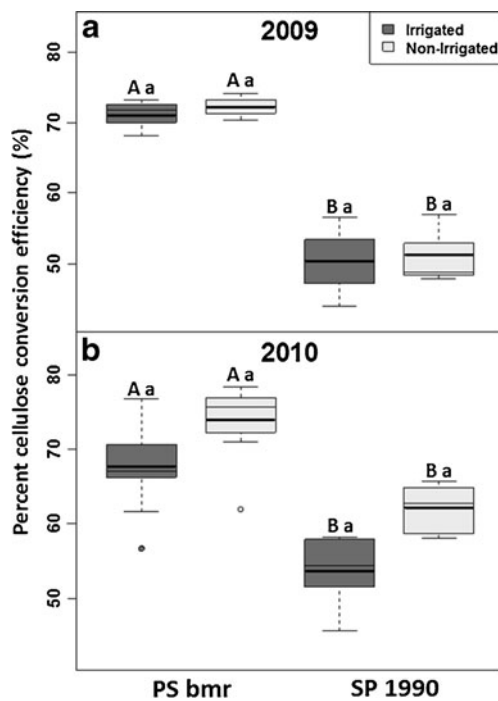 a
2009
Irrigated
Non-Irrigated
Percent cellulose conversion efficiency (%)
80
70
60
50
A a
A a
B a
B a
b
2010
80
70
60
50
A a
A a
B a
B a
PS bmr
SP 1990